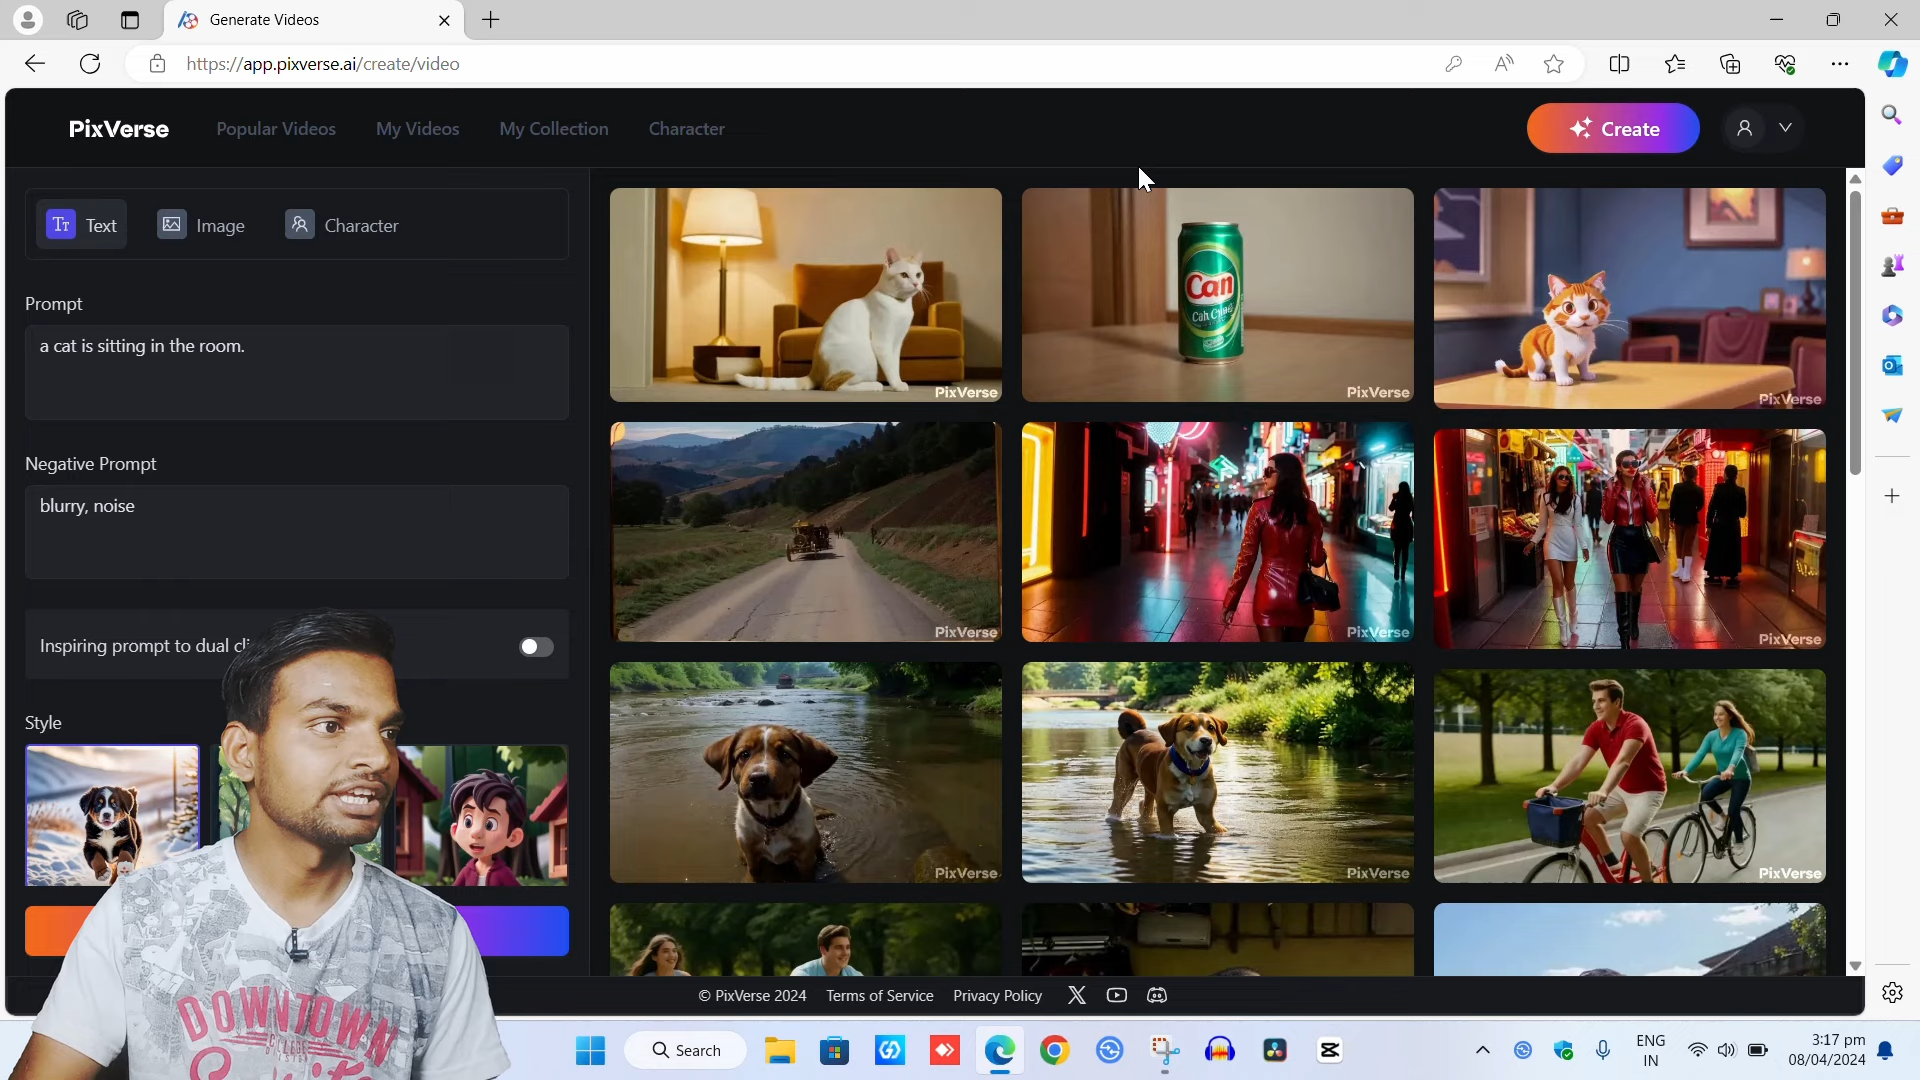 Generate Videos
https://app.pixverse.ai/create/video
PixVerse
Popular Videos
My Videos
My Collection
Character
Create
Text
Image
Character
Prompt
a cat is sitting in the room.
Negative Prompt
blurry, noise
Inspiring prompt to dual
Style
PixVerse
Can
PixVerse
PixVerse
PixVerse
PixVerse
PixVerse
PixVerse
PixVerse
PixVerse
DOWNTOWN
© PixVerse 2024
Terms of Service
Privacy Policy
Search
ENG
IN
3:17 pm
08/04/2024